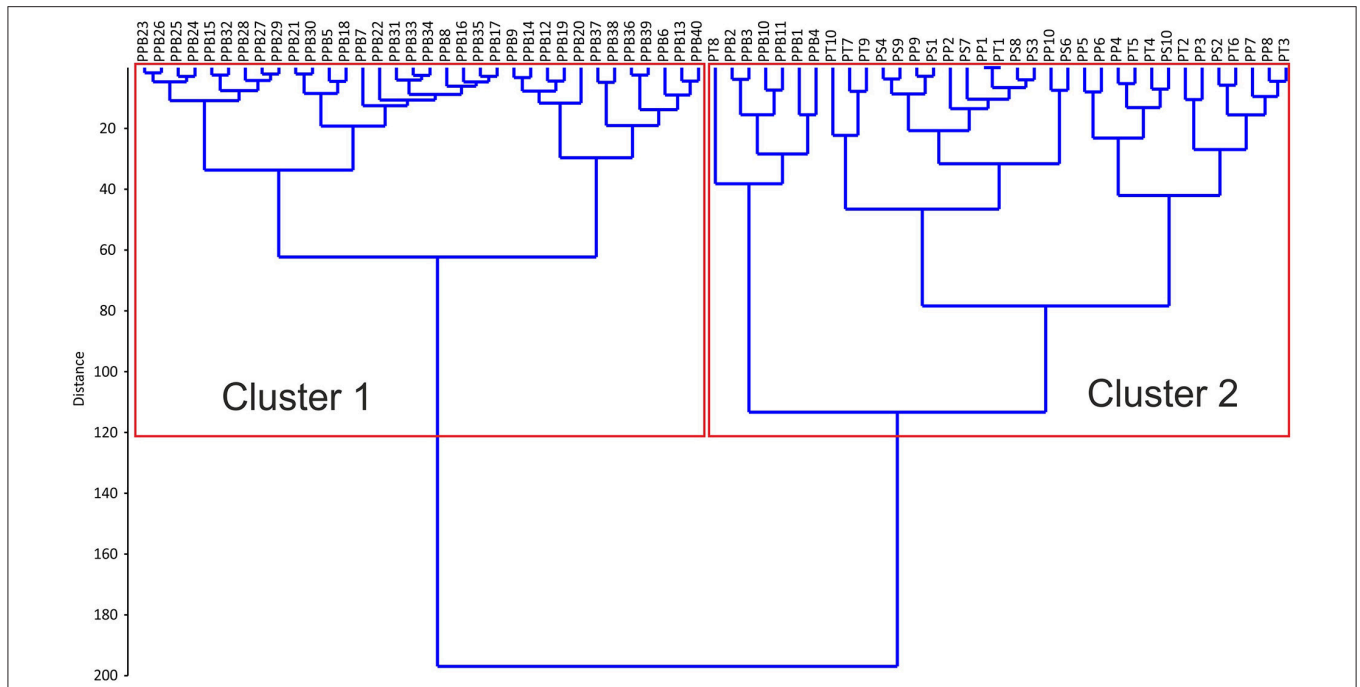 PPB23 PPB26 PPB25 PPB24 PPB15 PPB32 PPB28 PPB27 PPB29 PPB21 PPB30 PPB5 PPB18 PPB7 PPB22 PPB31 PPB33 PPB34 PPB8 PPB16 PPB35 PPB17 PPB9 PPB14 PPB12 PPB19 PPB20 PPB37 PPB38 PPB36 PPB39 PPB6 PPB13 PPB40 PT8 PPB2 PPB3 PPB10 PPB11 PPB1 PPB4 PT10 PT7 PT9 PS4 PS9 PP9 PS1 PP2 PS7 PP1 PT1 PS8 PS3 PP10 PS6 PP5 PP6 PP4 PT5 PT4 PS10 PT2 PP3 PS2 PT6 PP7 PP8 PT3
20
40
60
80
100
120
140
160
180
200
Distance
Cluster 1
Cluster 2